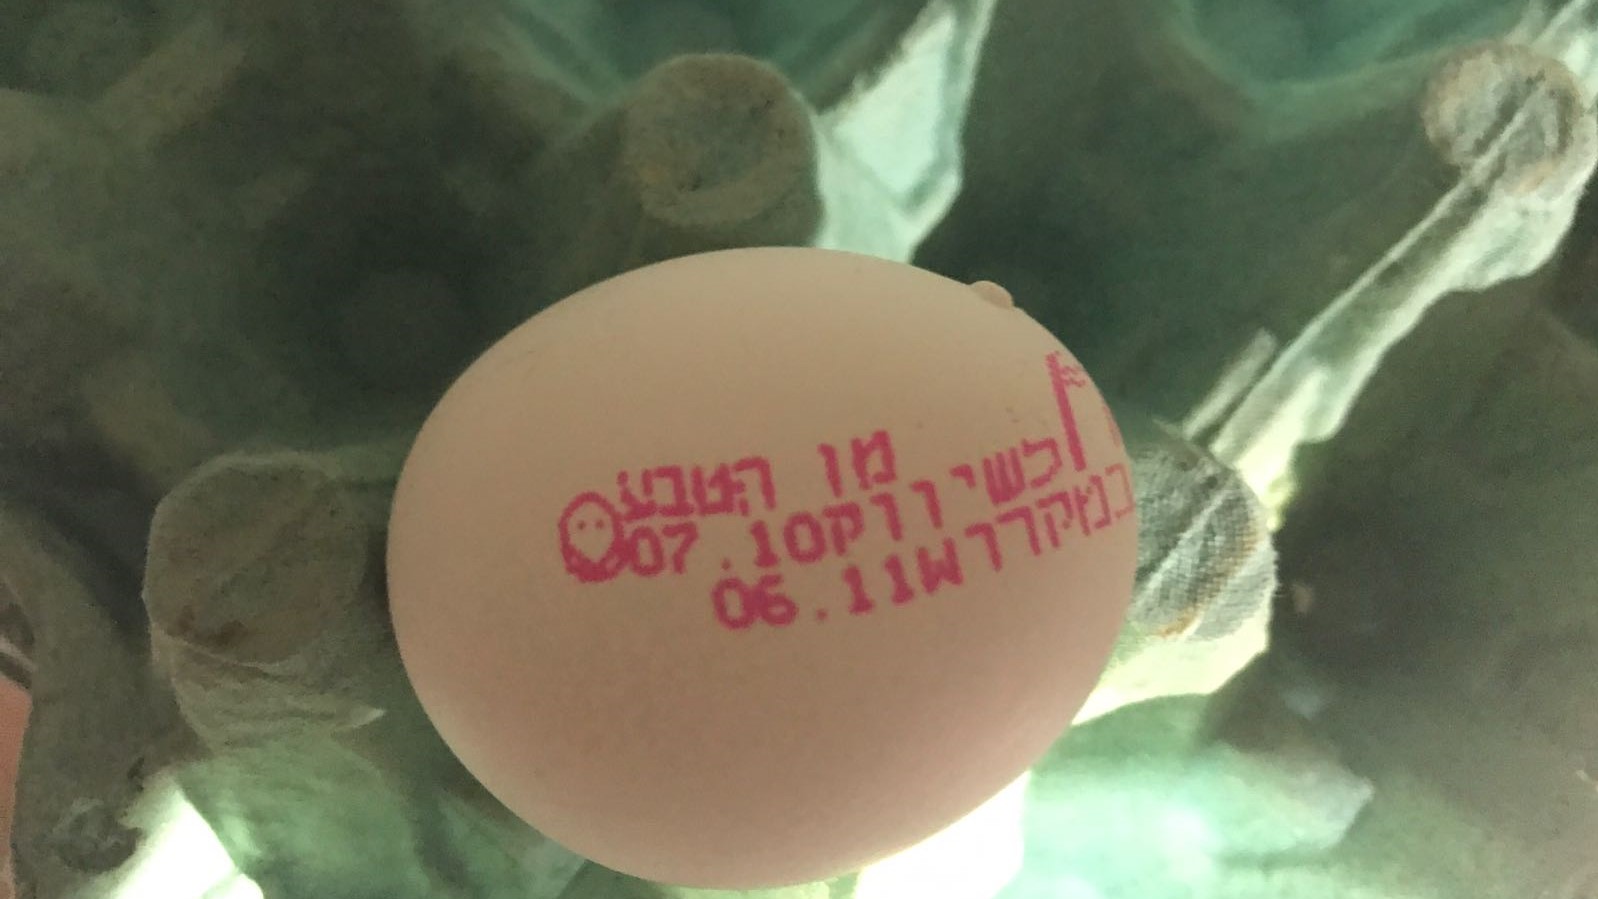 מן הטבע
לשיווק 07.10
במקרר 06.11